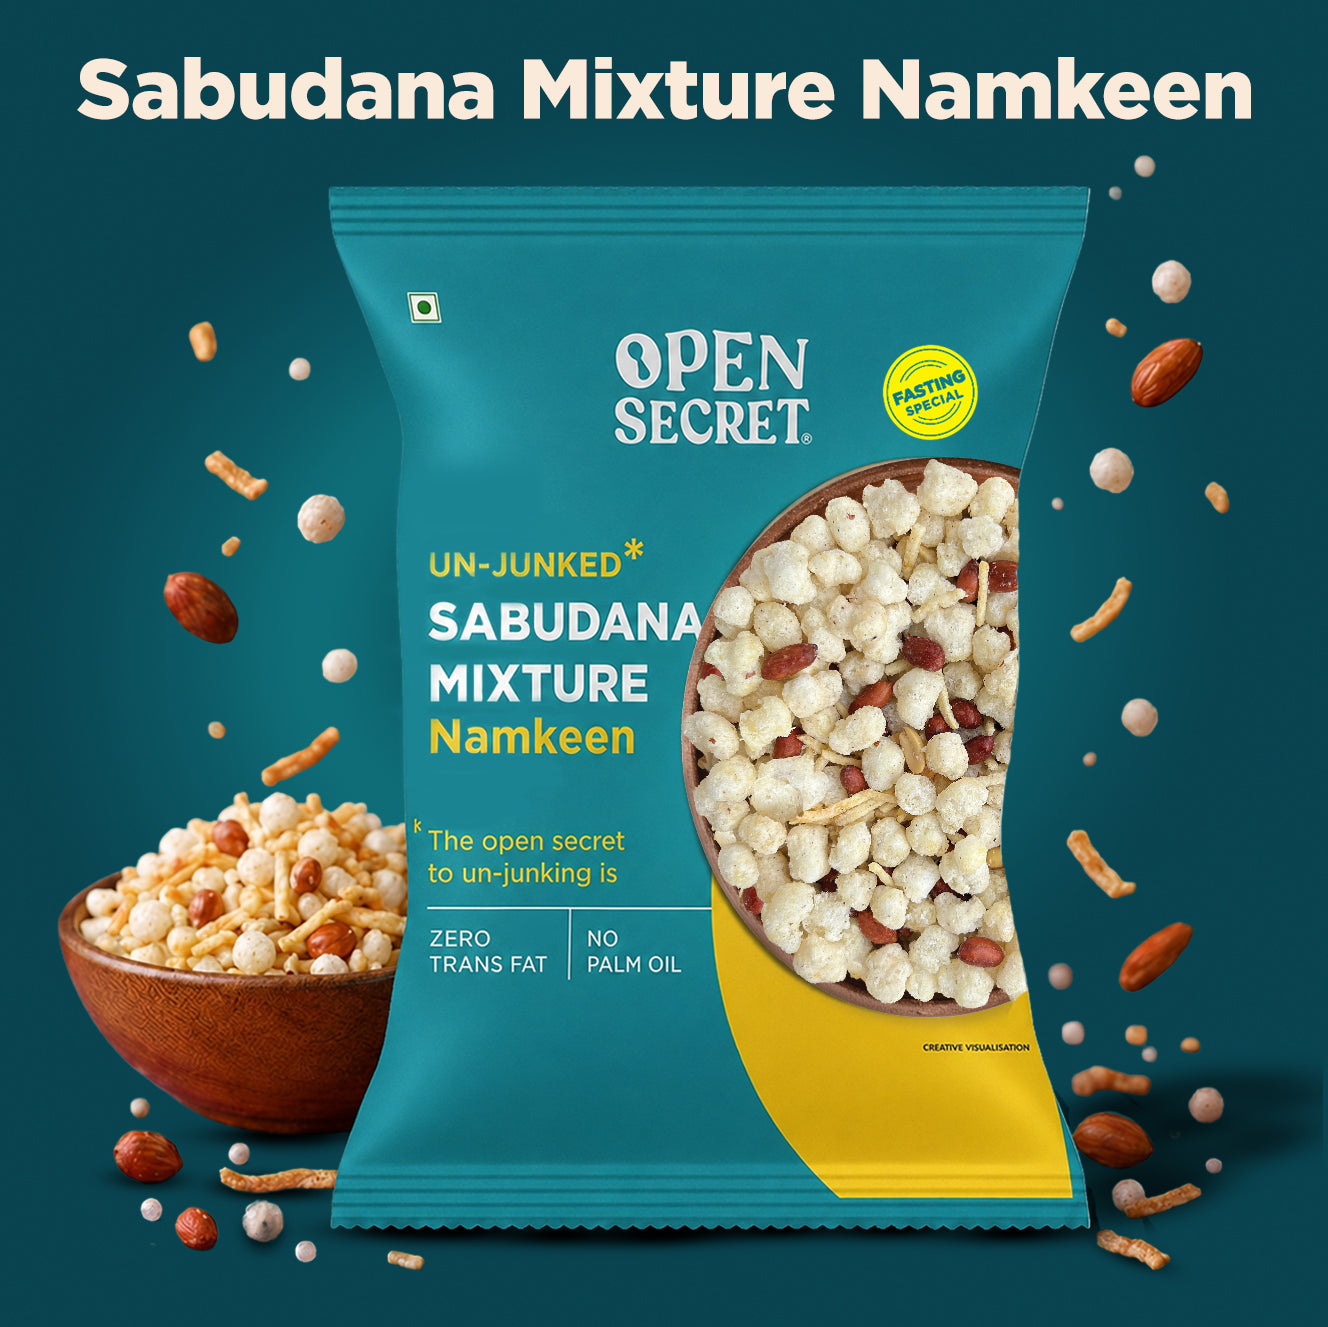 Sabudana Mixture Namkeen
OPEN
SECRET®
FASTING
SPECIAL
UN-JUNKED*
SABUDANA
MIXTURE
Namkeen
* The open secret
to un-junking is
ZERO
TRANS FAT
NO
PALM OIL
CREATIVE VISUALISATION